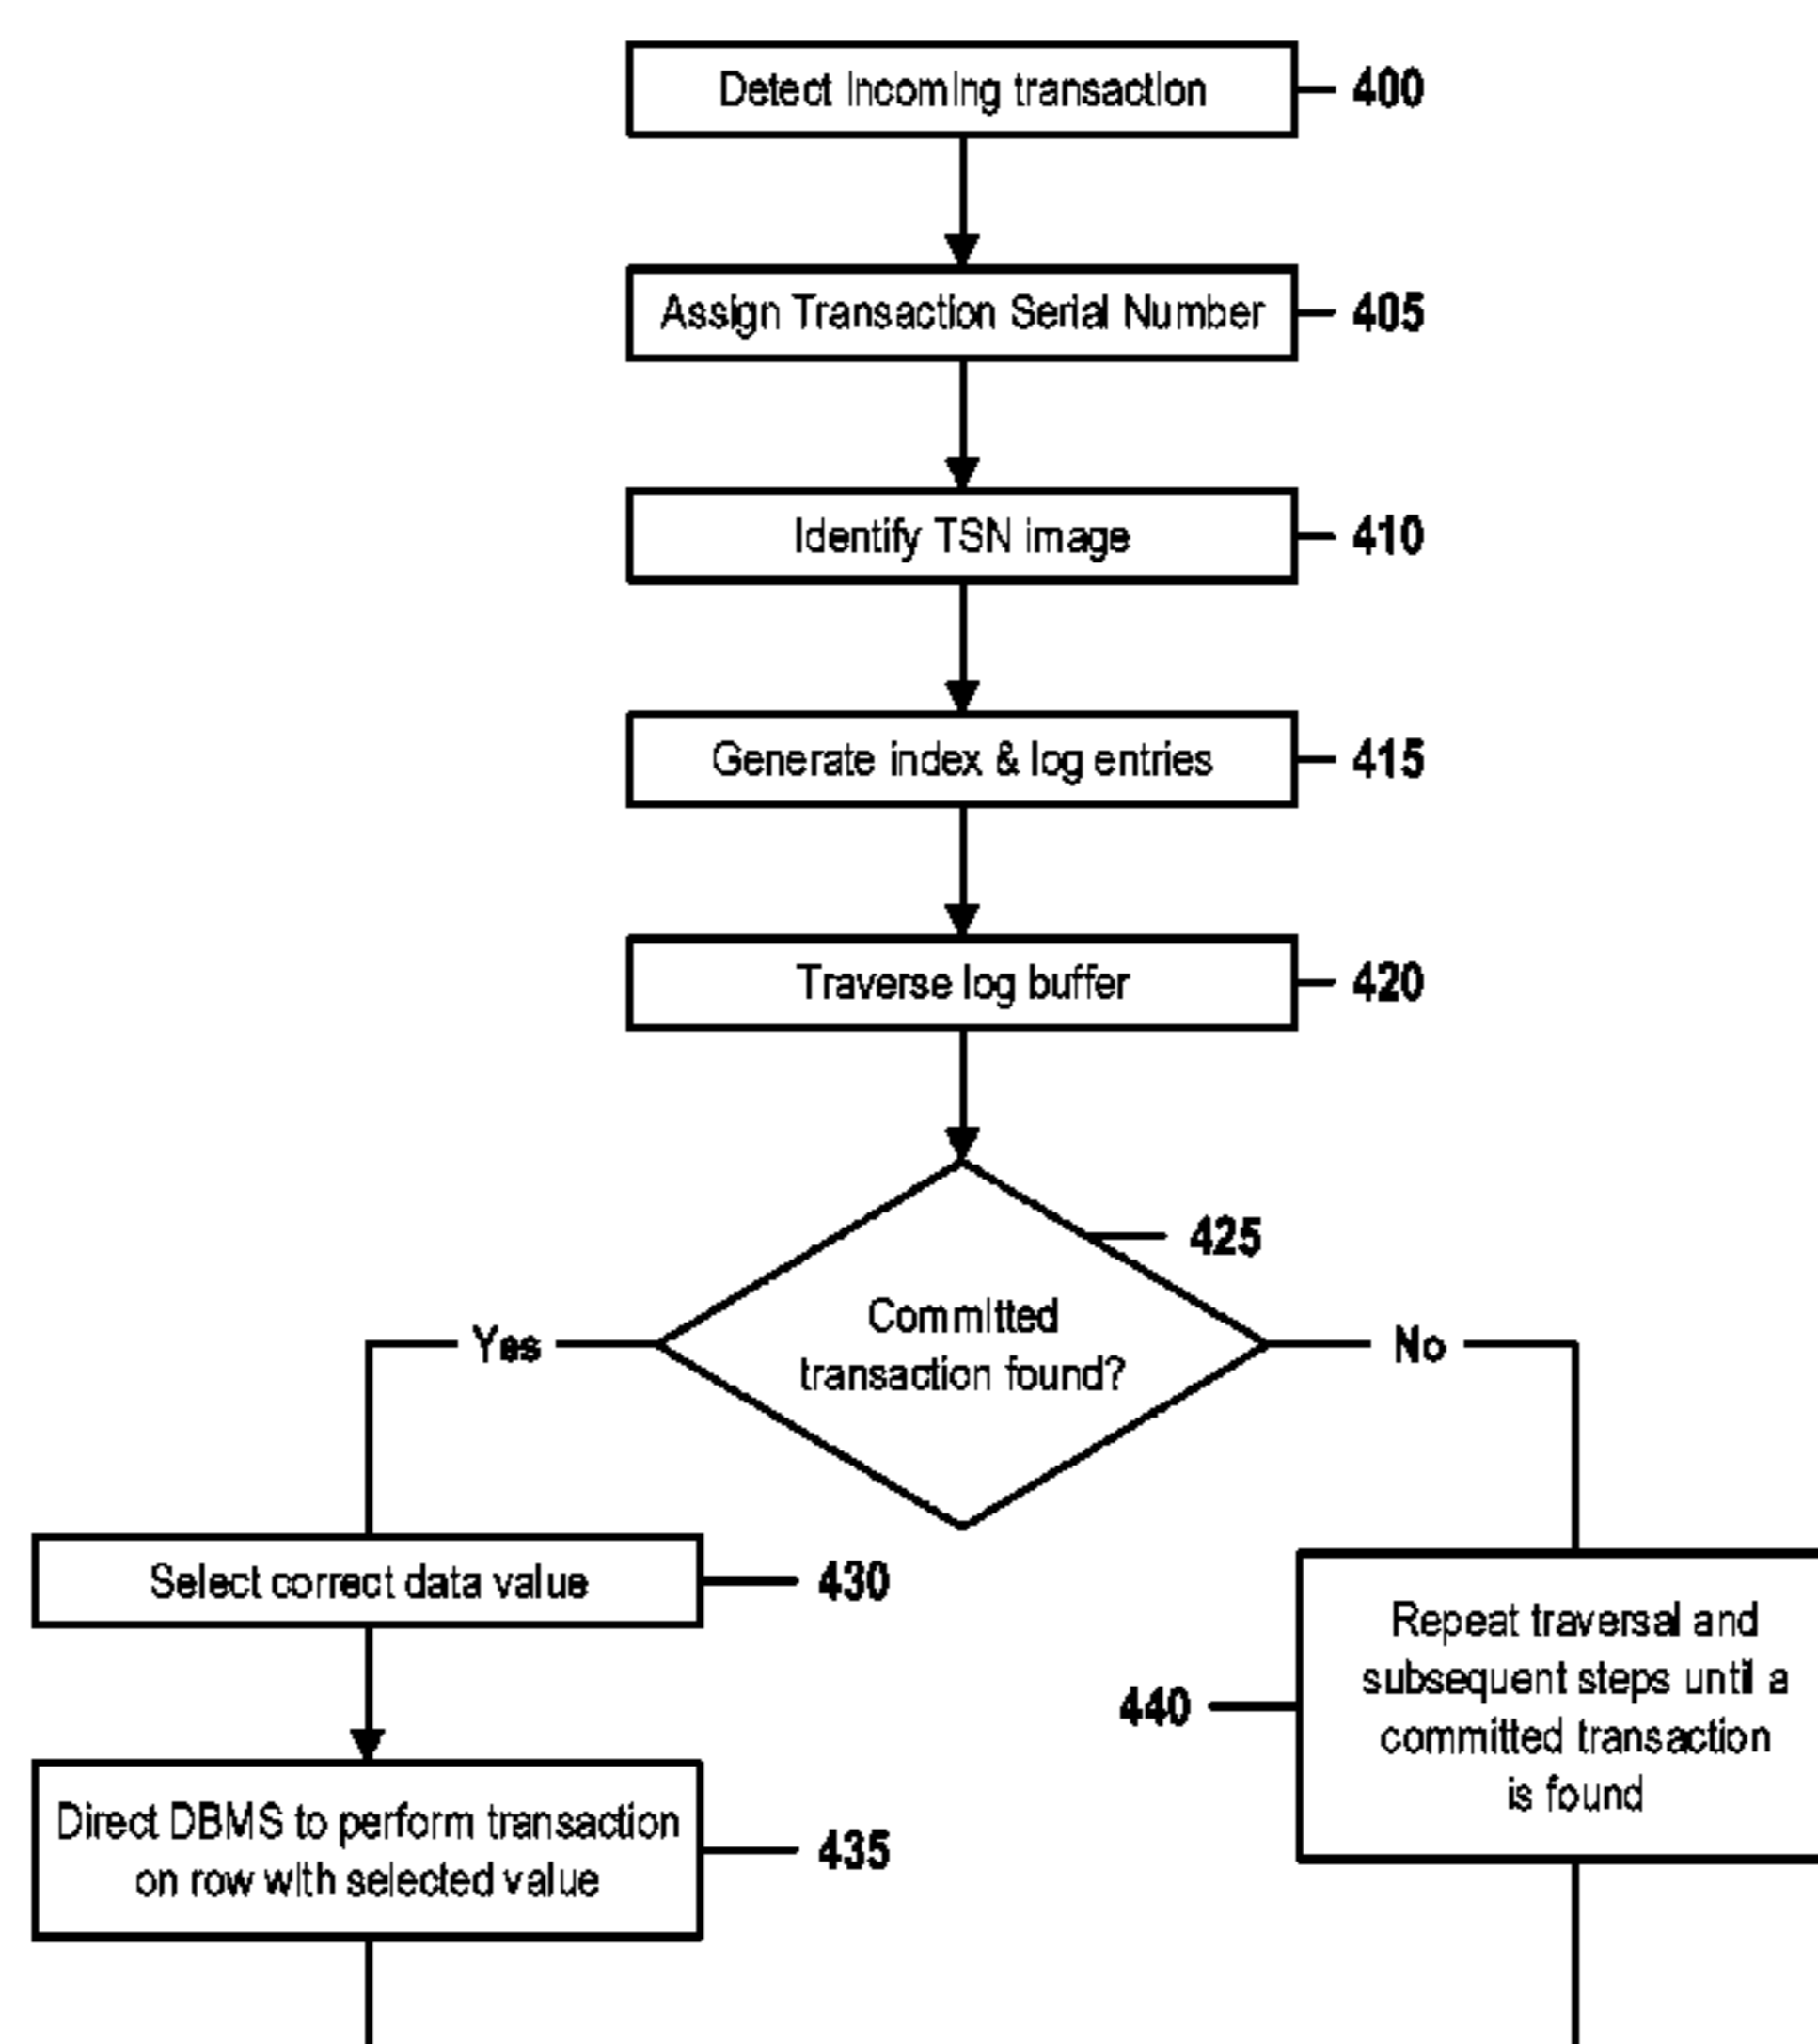 Detect incoming transaction
400
Assign Transaction Serial Number
405
Identify TSN image
410
Generate index & log entries
415
Traverse log buffer
420
425
Committed
transaction found?
Yes
No
Select correct data value
430
Repeat traversal and
subsequent steps until a
committed transaction
is found
440
Direct DBMS to perform transaction
on row with selected value
435